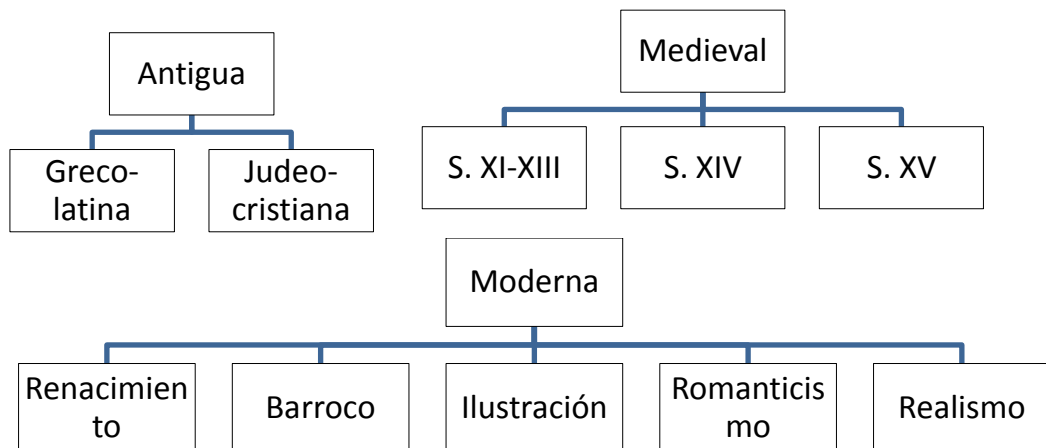 Antigua
Medieval
Greco-
latina
Judeo-
cristiana
S. XI-XIII
S. XIV
S. XV
Moderna
Renacimien
to
Barroco
Ilustración
Romanticis
mo
Realismo